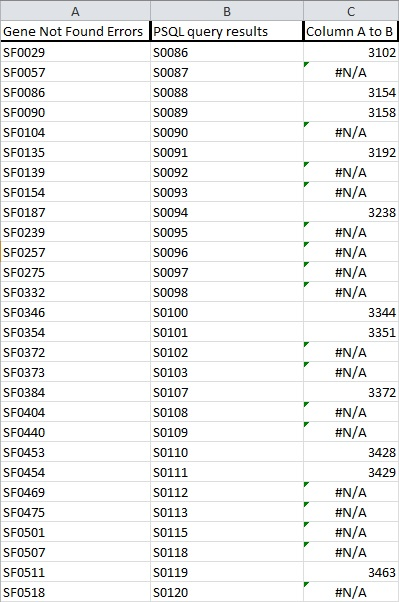 A B C
Gene Not Found Errors PSQL query results Column A to B
SF0029 S0086 3102
SF0057 S0087 #N/A
SF0086 S0088 3154
SF0090 S0089 3158
SF0104 S0090 #N/A
SF0135 S0091 3192
SF0139 S0092 #N/A
SF0154 S0093 #N/A
SF0187 S0094 3238
SF0239 S0095 #N/A
SF0257 S0096 #N/A
SF0275 S0097 #N/A
SF0332 S0098 #N/A
SF0346 S0100 3344
SF0354 S0101 3351
SF0372 S0102 #N/A
SF0373 S0103 #N/A
SF0384 S0107 3372
SF0404 S0108 #N/A
SF0440 S0109 #N/A
SF0453 S0110 3428
SF0454 S0111 3429
SF0469 S0112 #N/A
SF0475 S0113 #N/A
SF0501 S0115 #N/A
SF0507 S0118 #N/A
SF0511 S0119 3463
SF0518 S0120 #N/A